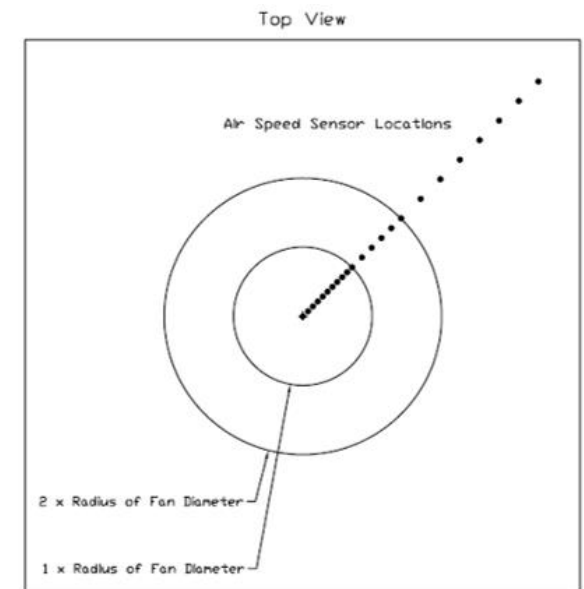 Top View
Air Speed Sensor Locations
2 x Radius of Fan Diameter
1 x Radius of Fan Diameter